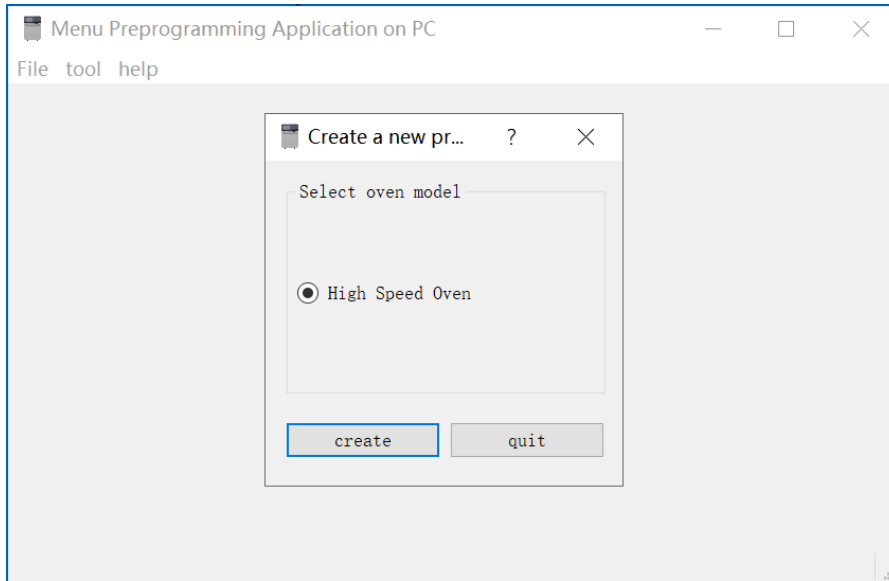 Menu Preprogramming Application on PC
File tool help
Create a new pr... ?
Select oven model
High Speed Oven
create quit